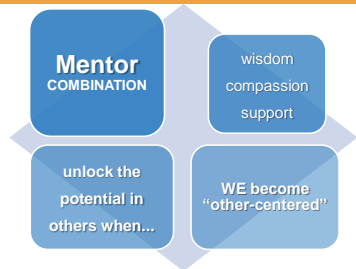 Mentor
COMBINATION
wisdom
compassion
support
unlock the
potential in
others when...
WE become
“other-centered”